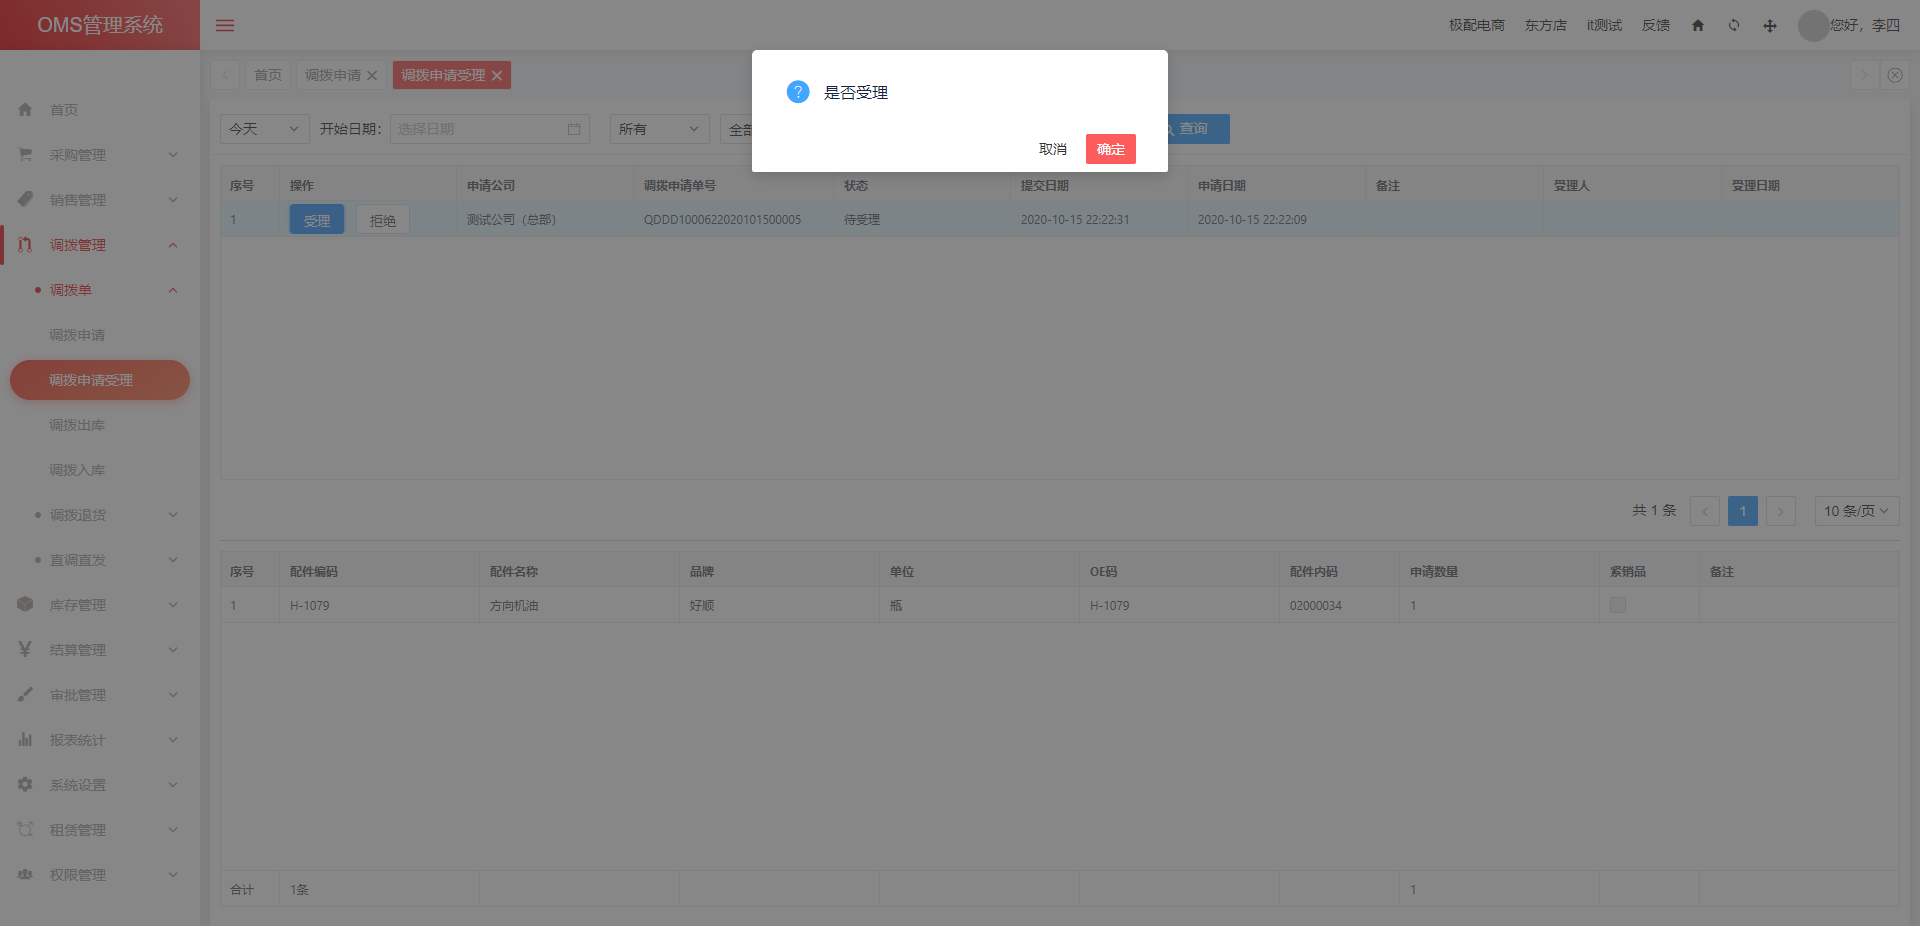 OMS管理系统
极配电商 东方店 it测试 反馈 您好，李四
首页 调拨申请 调拨申请受理
是否受理
取消 确定
今天 开始日期： 选择日期 所有 全部 查询
首页
采购管理
销售管理
调拨管理
调拨单
调拨申请
调拨申请受理
调拨出库
调拨入库
调拨退货
直调直发
库存管理
结算管理
审批管理
报表统计
系统设置
租赁管理
权限管理
序号 操作 申请公司 调拨申请单号 状态 提交日期 申请日期 备注 受理人 受理日期
1 受理 拒绝 测试公司（总部） QDDD1000622020101500005 待受理 2020-10-15 22:22:31 2020-10-15 22:22:09
共 1 条 1 10 条/页
序号 配件编码 配件名称 品牌 单位 OE码 配件内码 申请数量 紧销品 备注
1 H-1079 方向机油 好顺 瓶 H-1079 02000034 1
合计 1条 1